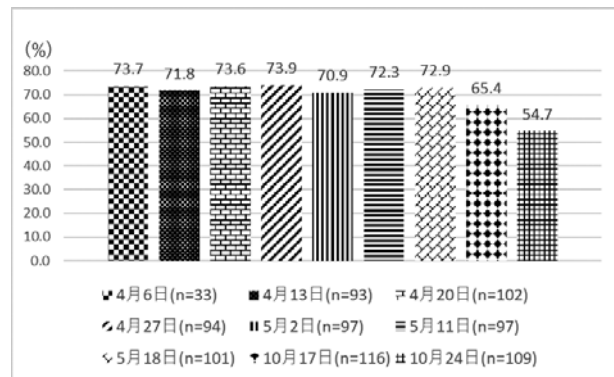 (%)
73.7 71.8 73.6 73.9 70.9 72.3 72.9 65.4 54.7
80.0
70.0
60.0
50.0
40.0
30.0
20.0
10.0
0.0
4月6日(n=33) 4月13日(n=93) 4月20日(n=102)
4月27日(n=94) 5月2日(n=97) 5月11日(n=97)
5月18日(n=101) 10月17日(n=116) 10月24日(n=109)